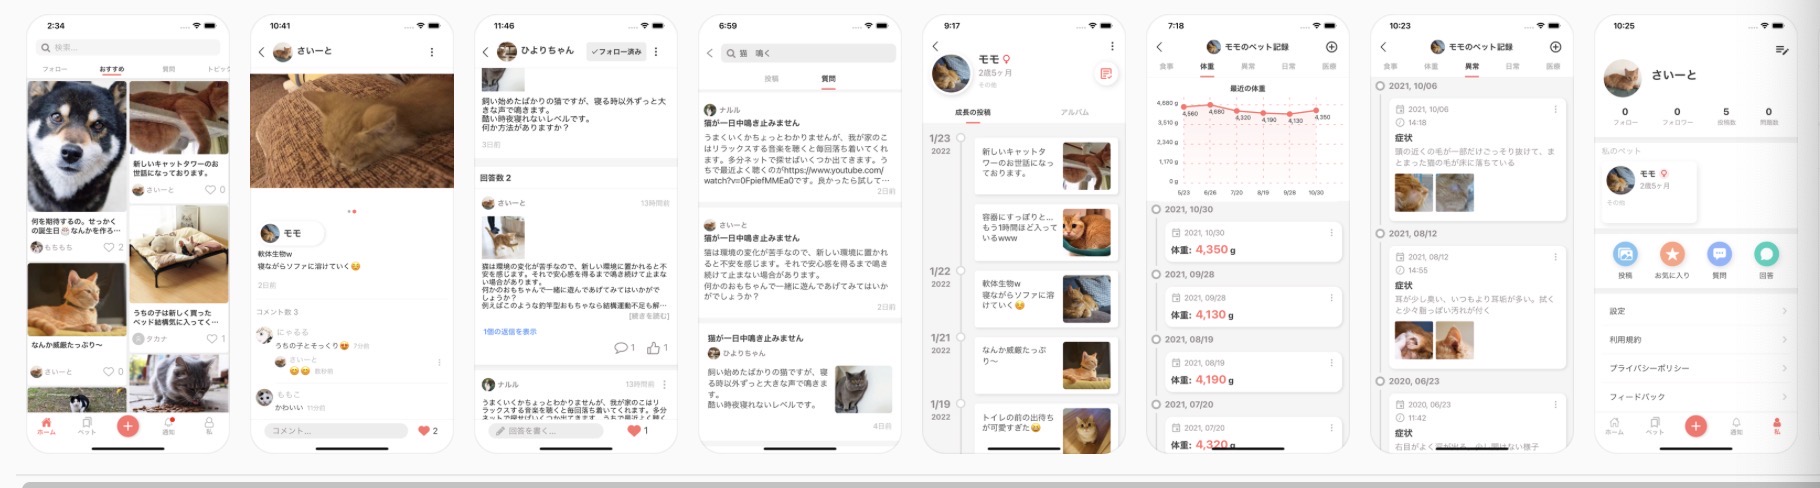 2:34
検索...
フォロー おすすめ 質問 トピック
新しいキャットタワーのお
世話になっております。
さいーと 0
何を期待するの。せっかく
の誕生日🎂なんかを作ろ…
もちもち 2
うちの子は新しく買った
ベッド結構気に入ってく…
タカナ 1
なんか威厳たっぷり〜
さいーと 0
ホーム ペット 通知 私
10:41
さいーと
モモ
軟体生物w
寝ながらソファに溶けていく😏
2日前
コメント数 3
にゃるる
うちの子とそっくり😍 7分前
さいーと
😆😆 数秒前
ももこ
かわいい 11分前
コメント... 2
11:46
ひよりちゃん ✓フォロー済み
飼い始めたばかりの猫ですが、寝る時以外ずっと大
きな声で鳴きます。
酷い時夜寝れないレベルです。
何か方法がありますか？
3日前
回答数 2
さいーと 13時間前
猫は環境の変化が苦手なので、新しい環境に置かれると不
安を感じます。それで安心感を得るまで鳴き続けて止まな
い場合があります。
何かのおもちゃで一緒に遊んであげてみてはいかがで
しょうか？
例えばこのような釣竿型おもちゃなら結構運動不足も解…
[続きを読む]
1個の返信を表示
1 1
ナルル 13時間前
うまくいくかちょっとわかりませんが、我が家のこはリ
ラックスする音楽を聴くと毎回落ち着いてくれます。多分
回答を書く... 1
6:59
猫 鳴く
投稿 質問
ナルル
猫が一日中鳴き止みません
うまくいくかちょっとわかりませんが、我が家のこ
はリラックスする音楽を聴くと毎回落ち着いてくれ
ます。多分ネットで探せばいくつか出てきます。う
ちで最近よく聴くのがhttps://www.youtube.com/
watch?v=0FpiefMMEa0です。良かったら試して…
2日前
さいーと
猫が一日中鳴き止みません
猫は環境の変化が苦手なので、新しい環境に置かれ
ると不安を感じます。それで安心感を得るまで鳴き
続けて止まない場合があります。
何かのおもちゃで一緒に遊んであげてみてはいかが
でしょうか？
2日前
猫が一日中鳴き止みません
ひよりちゃん
飼い始めたばかりの猫ですが、寝
る時以外ずっと大きな声で鳴きま
す。
酷い時夜寝れないレベルです。
4日前
9:17
モモ♀
2歳5ヶ月
その他
成長の投稿 アルバム
1/23
2022
新しいキャットタ
ワーのお世話になっ
ております。
容器にすっぽりと…
もう1時間ほど入って
いるwww
1/22
2022
軟体生物w
寝ながらソファに溶
けていく😏
1/21
2022
なんか威厳たっぷ
り〜
1/19
2022
トイレの前の出待ち
が可愛すぎた😄
7:18
モモのペット記録
食事 体重 異常 日常 医療
最近の体重
4,680 g
3,510 g
2,340 g
1,170 g
0 g
4,560 4,680 4,320 4,190 4,130 4,350
5/23 6/26 7/20 8/19 9/28 10/30
2021, 10/30
2021, 10/30
体重: 4,350 g
2021, 09/28
2021, 09/28
体重: 4,130 g
2021, 08/19
2021, 08/19
体重: 4,190 g
2021, 07/20
2021, 07/20
体重: 4,320 g
10:23
モモのペット記録
食事 体重 異常 日常 医療
2021, 10/06
2021, 10/06
14:18
症状
頭の近くの毛が一部だけごっそり抜けて、ま
とまった猫の毛が床に落ちている
2021, 08/12
2021, 08/12
14:55
症状
耳が少し臭い、いつもより耳垢が多い。拭く
と少々脂っぽい汚れが付く
2020, 06/23
2020, 06/23
11:42
症状
10:25
さいーと
0 0 5 0
フォロー フォロワー 投稿数 質問数
私のペット
モモ♀
2歳5ヶ月
その他
投稿 お気に入り 質問 回答
設定
利用規約
プライバシーポリシー
フィードバック
ホーム ペット 通知 私